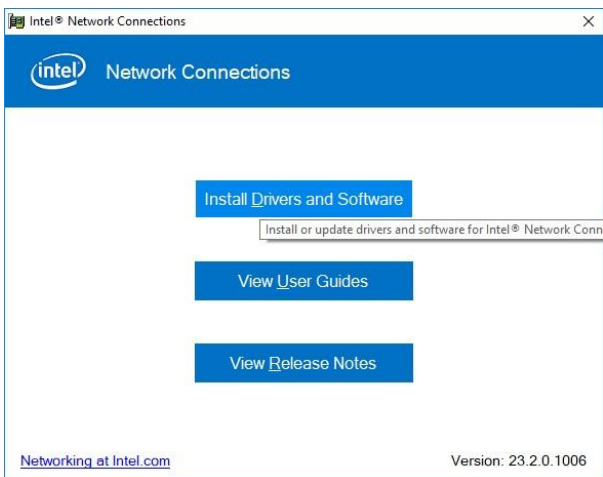 Intel® Network Connections
intel Network Connections
Install Drivers and Software
Install or update drivers and software for Intel® Network Conn
View User Guides
View Release Notes
Networking at Intel.com Version: 23.2.0.1006